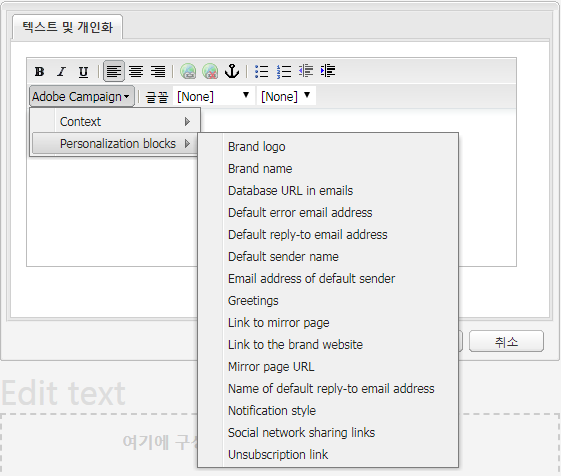 텍스트 및 개인화
B I U
Adobe Campaign 글꼴 [None] [None]
Context
Personalization blocks
Brand logo
Brand name
Database URL in emails
Default error email address
Default reply-to email address
Default sender name
Email address of default sender
Greetings
Link to mirror page
Link to the brand website
Mirror page URL
Name of default reply-to email address
Notification style
Social network sharing links
Unsubscription link
취소
Edit text
여기에